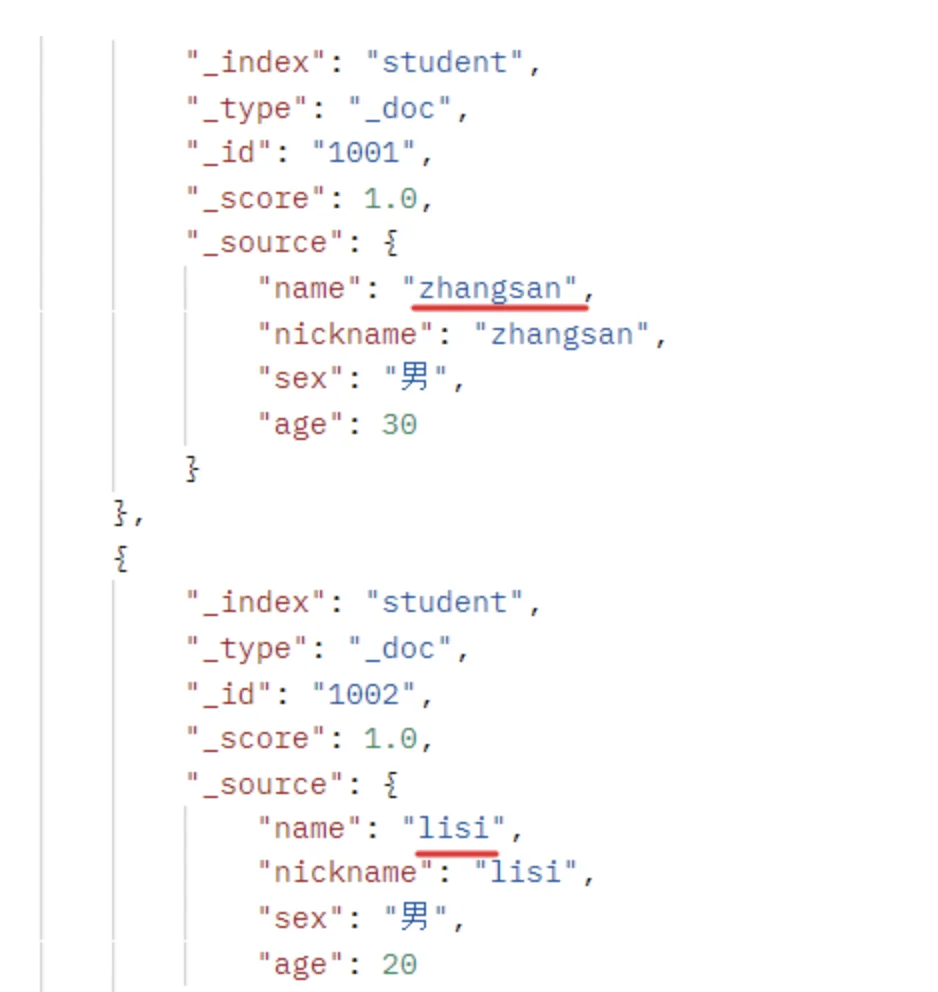 "_index": "student",
"_type": "_doc",
"_id": "1001",
"_score": 1.0,
"_source": {
"name": "zhangsan",
"nickname": "zhangsan",
"sex": "男",
"age": 30
}
},
{
"_index": "student",
"_type": "_doc",
"_id": "1002",
"_score": 1.0,
"_source": {
"name": "lisi",
"nickname": "lisi",
"sex": "男",
"age": 20